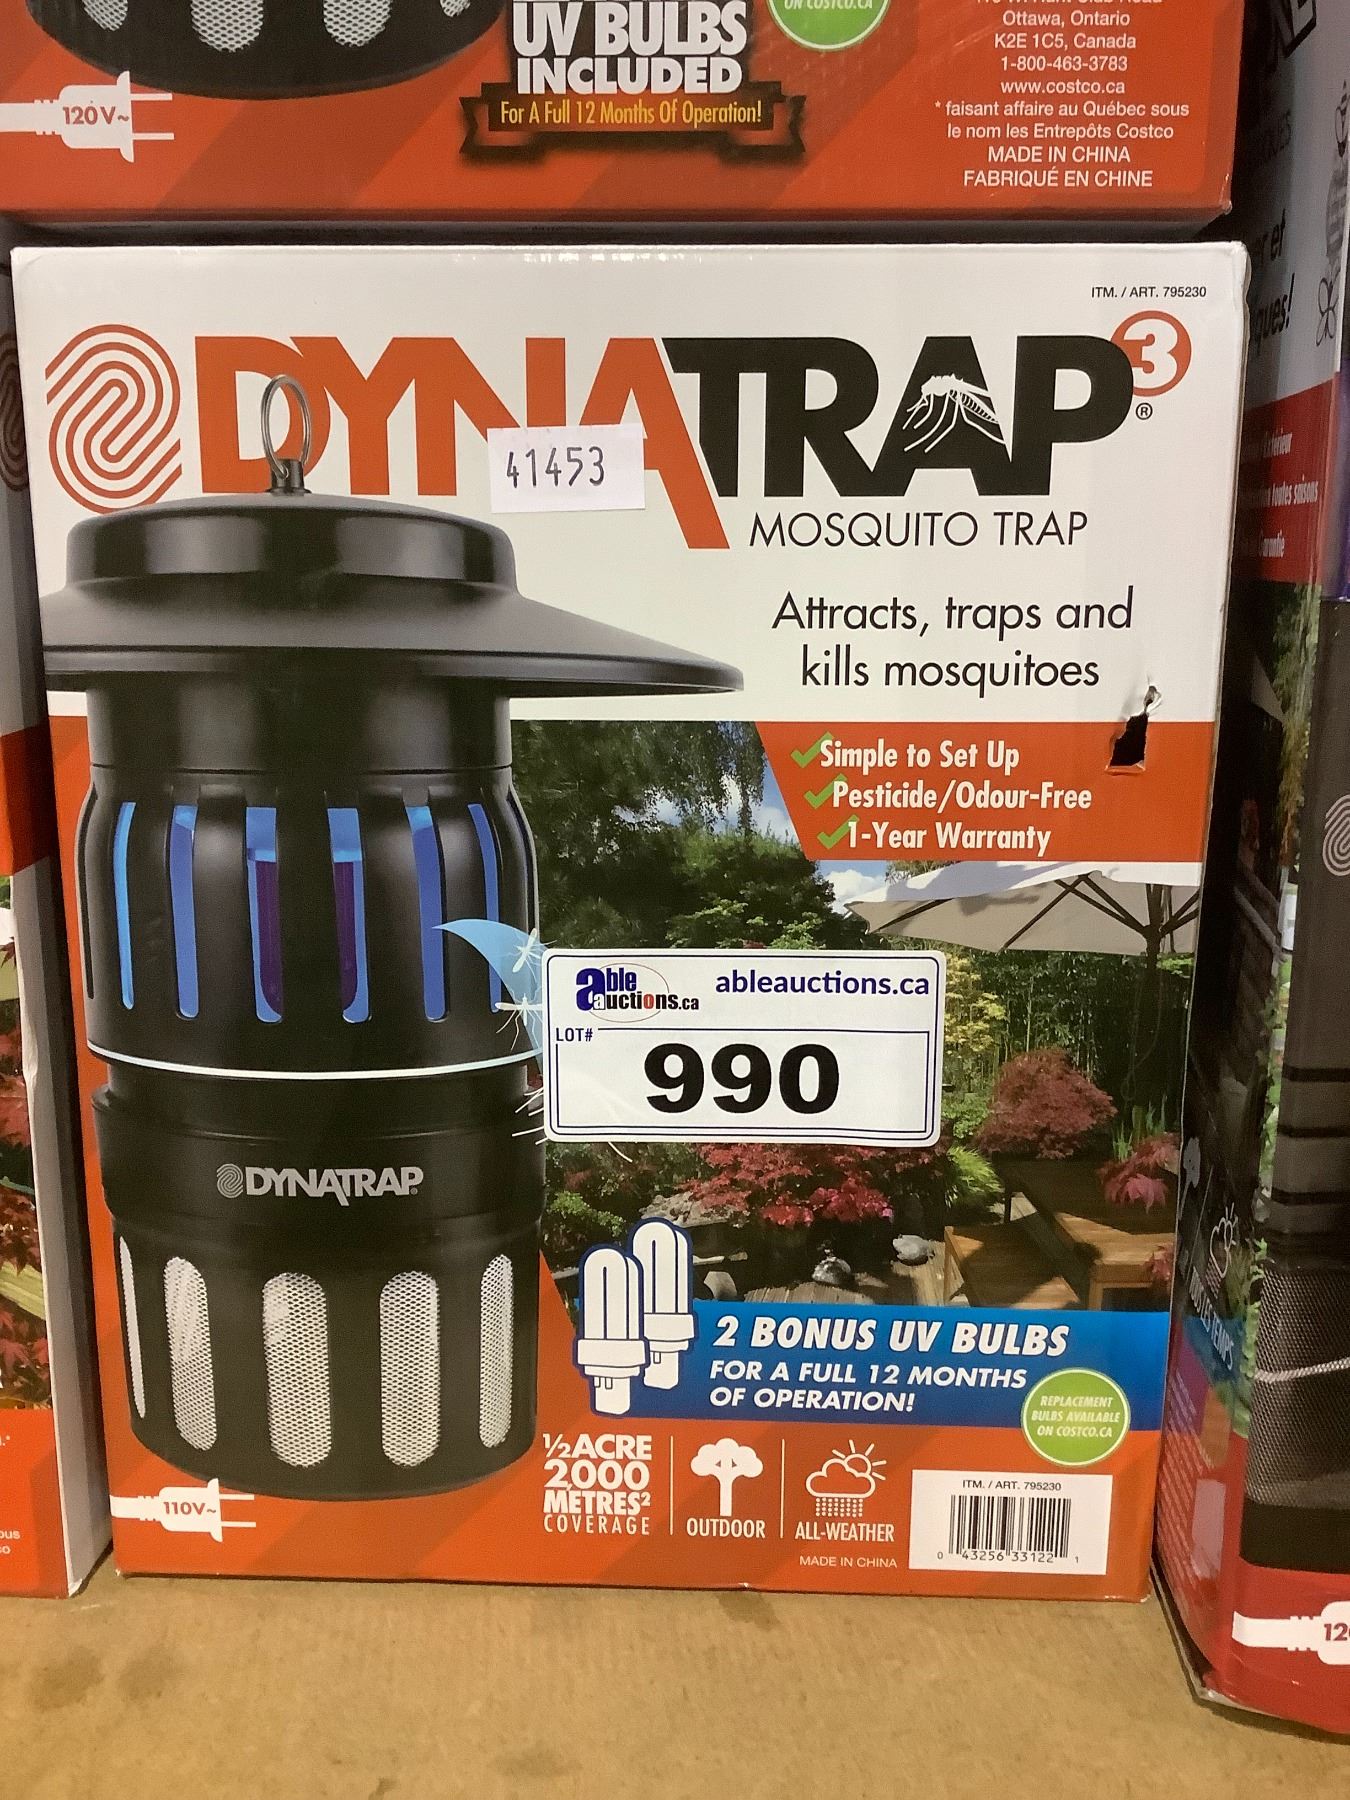 UV BULBS
INCLUDED
For A Full 12 Months Of Operation!
120V~
ON COSTCO.CA
Ottawa, Ontario
K2E 1C5, Canada
1-800-463-3783
www.costco.ca
* faisant affaire au Québec sous
le nom les Entrepôts Costco
MADE IN CHINA
FABRIQUÉ EN CHINE
ITM. / ART. 795230
DYNATRAP®3
41453
MOSQUITO TRAP
Attracts, traps and
kills mosquitoes
Simple to Set Up
Pesticide/Odour-Free
1-Year Warranty
able auctions.ca
ableauctions.ca
LOT#
990
DYNATRAP
2 BONUS UV BULBS
FOR A FULL 12 MONTHS
OF OPERATION!
REPLACEMENT
BULBS AVAILABLE
ON COSTCO.CA
110V~
1/2 ACRE
2,000
METRES²
COVERAGE
OUTDOOR
ALL-WEATHER
MADE IN CHINA
ITM. / ART. 795230
0 43256 33122 1